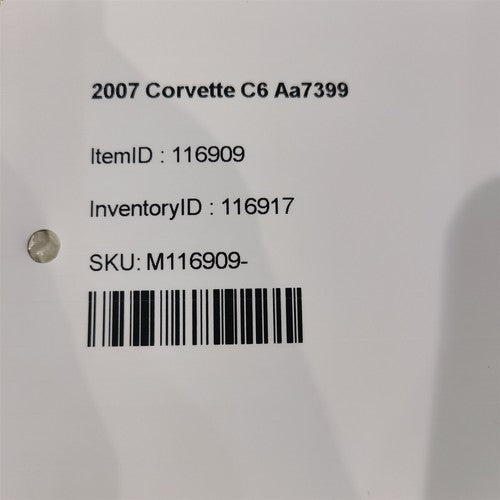 2007 Corvette C6 Aa7399
ItemID : 116909
InventoryID : 116917
SKU: M116909-